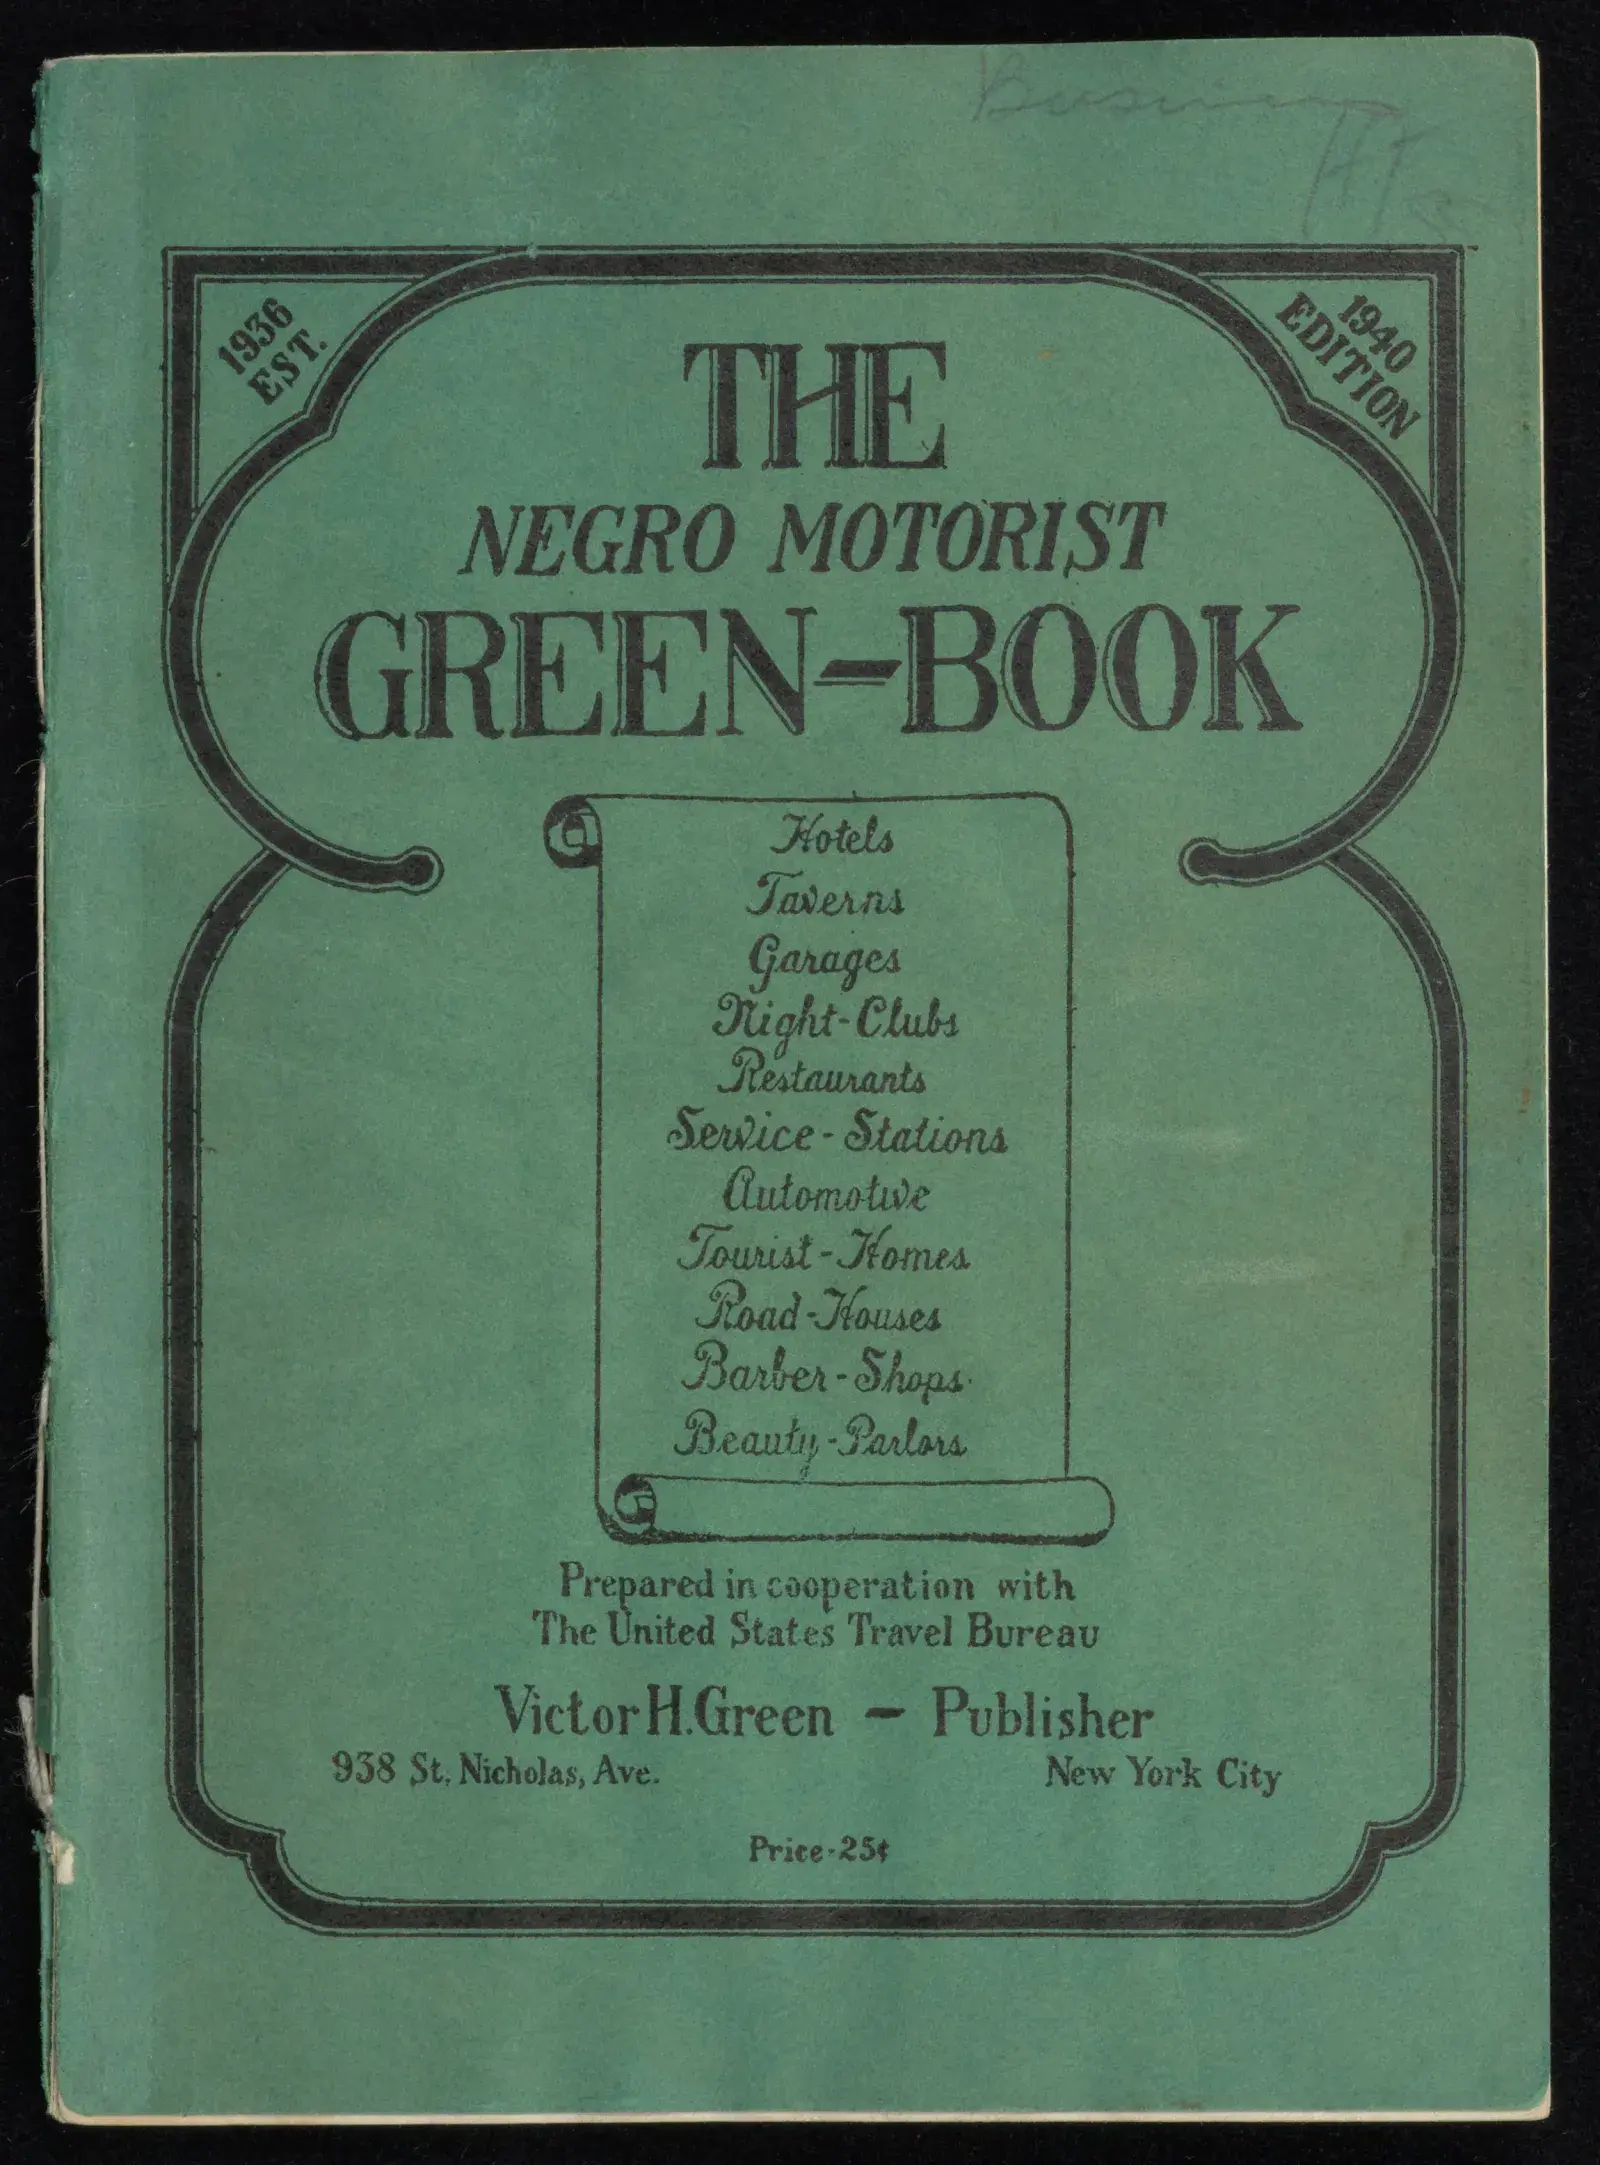 1936
EST.
1940
EDITION
THE
NEGRO MOTORIST
GREEN-BOOK
Hotels
Taverns
Garages
Night-Clubs
Restaurants
Service-Stations
Automotive
Tourist-Homes
Road-Houses
Barber-Shops
Beauty-Parlors
Prepared in cooperation with
The United States Travel Bureau
Victor H. Green - Publisher
938 St. Nicholas, Ave. New York City
Price-25¢